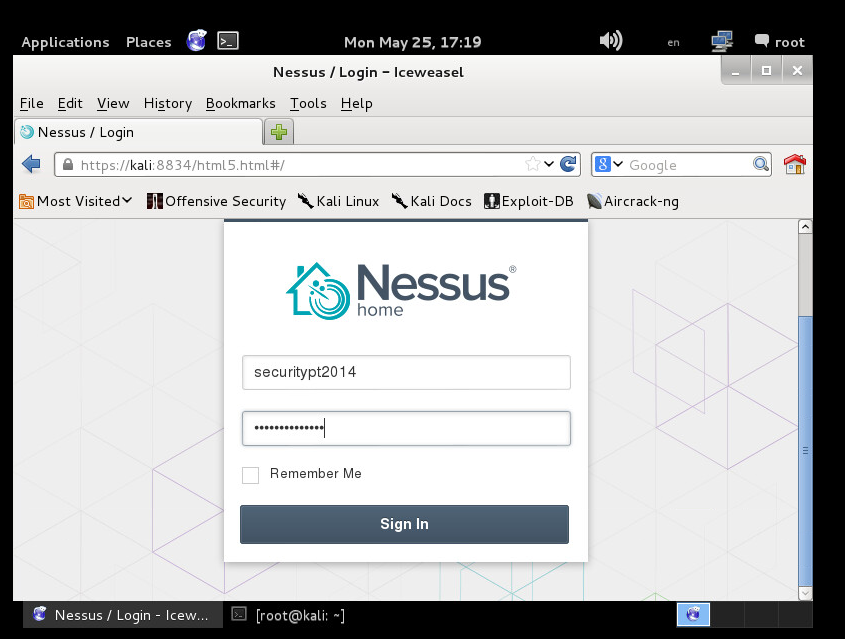 Applications Places Mon May 25, 17:19 en root
Nessus / Login - Iceweasel
File Edit View History Bookmarks Tools Help
Nessus / Login
https://kali:8834/html5.html#/ 8 Google
Most Visited Offensive Security Kali Linux Kali Docs Exploit-DB Aircrack-ng
Nessus®
home
securitypt2014
••••••••••••••
Remember Me
Sign In
Nessus / Login - Icew... [root@kali: ~]